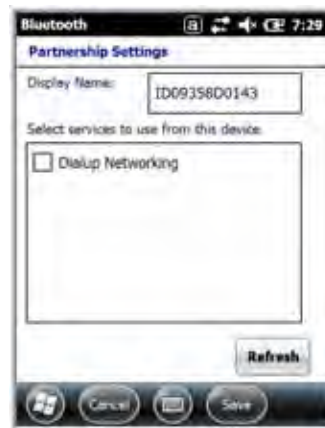 Bluetooth 7:29
Partnership Settings
Display Name:
ID09358D0143
Select services to use from this device.
Dialup Networking
Refresh
Cancel Save